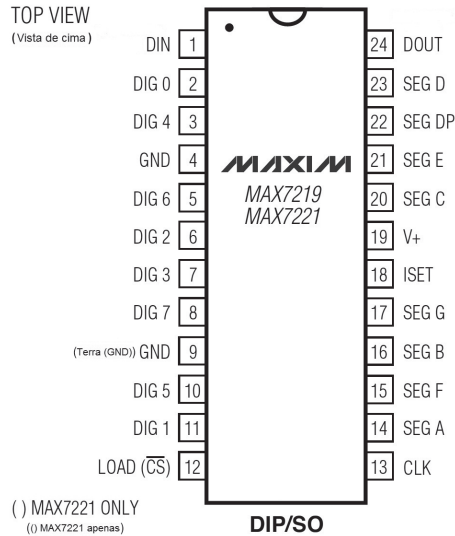 TOP VIEW
(Vista de cima)
DIN 1
DIG 0 2
DIG 4 3
GND 4
DIG 6 5
DIG 2 6
DIG 3 7
DIG 7 8
(Terra (GND)) GND 9
DIG 5 10
DIG 1 11
LOAD (C̅S̅) 12
MAXIM
MAX7219
MAX7221
24 DOUT
23 SEG D
22 SEG DP
21 SEG E
20 SEG C
19 V+
18 ISET
17 SEG G
16 SEG B
15 SEG F
14 SEG A
13 CLK
( ) MAX7221 ONLY
(() MAX7221 apenas)
DIP/SO